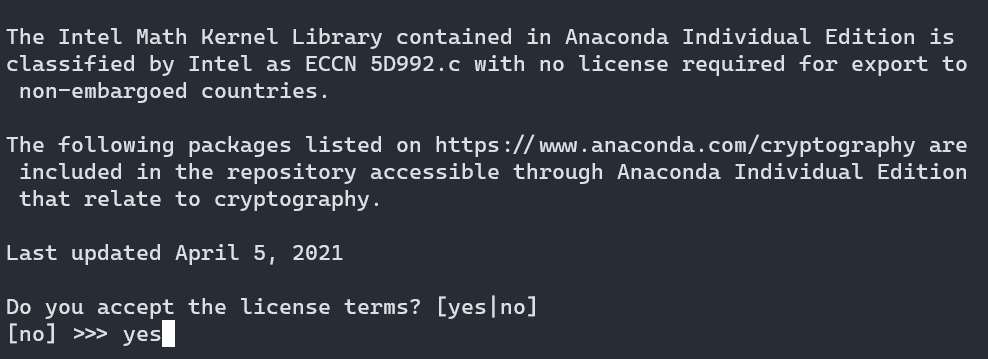 The Intel Math Kernel Library contained in Anaconda Individual Edition is
classified by Intel as ECCN 5D992.c with no license required for export to
non-embargoed countries.
The following packages listed on https://www.anaconda.com/cryptography are
included in the repository accessible through Anaconda Individual Edition
that relate to cryptography.
Last updated April 5, 2021
Do you accept the license terms? [yes|no]
[no] >>> yes